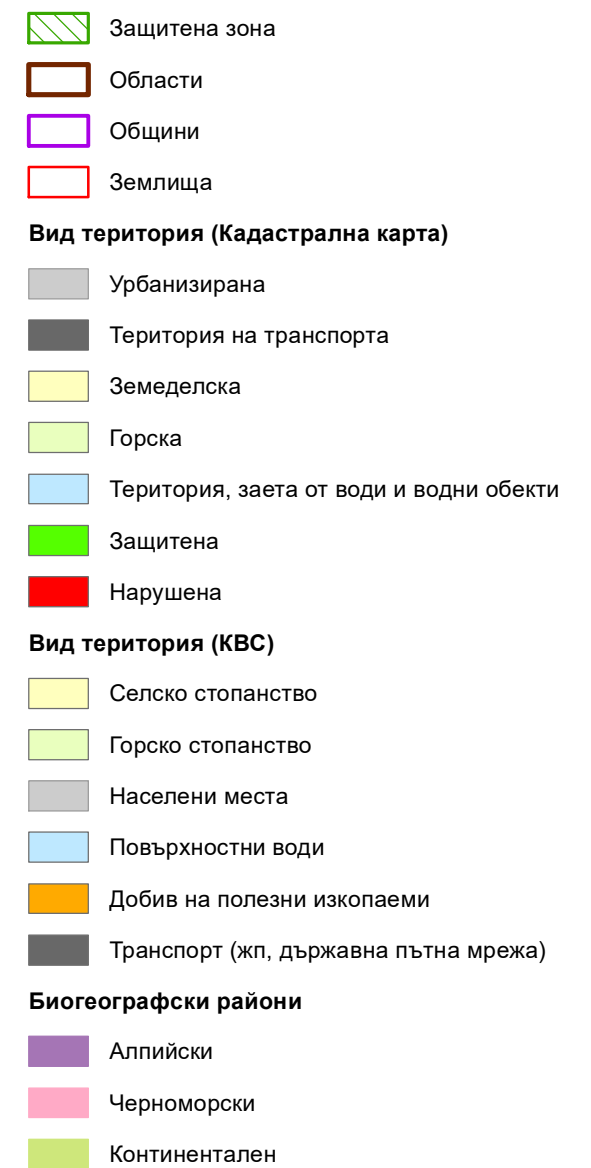 Защитена зона
Области
Общини
Землища
Вид територия (Кадастрална карта)
Урбанизирана
Територия на транспорта
Земеделска
Горска
Територия, заета от води и водни обекти
Защитена
Нарушена
Вид територия (КВС)
Селско стопанство
Горско стопанство
Населени места
Повърхностни води
Добив на полезни изкопаеми
Транспорт (жп, държавна пътна мрежа)
Биогеографски райони
Алпийски
Черноморски
Континентален